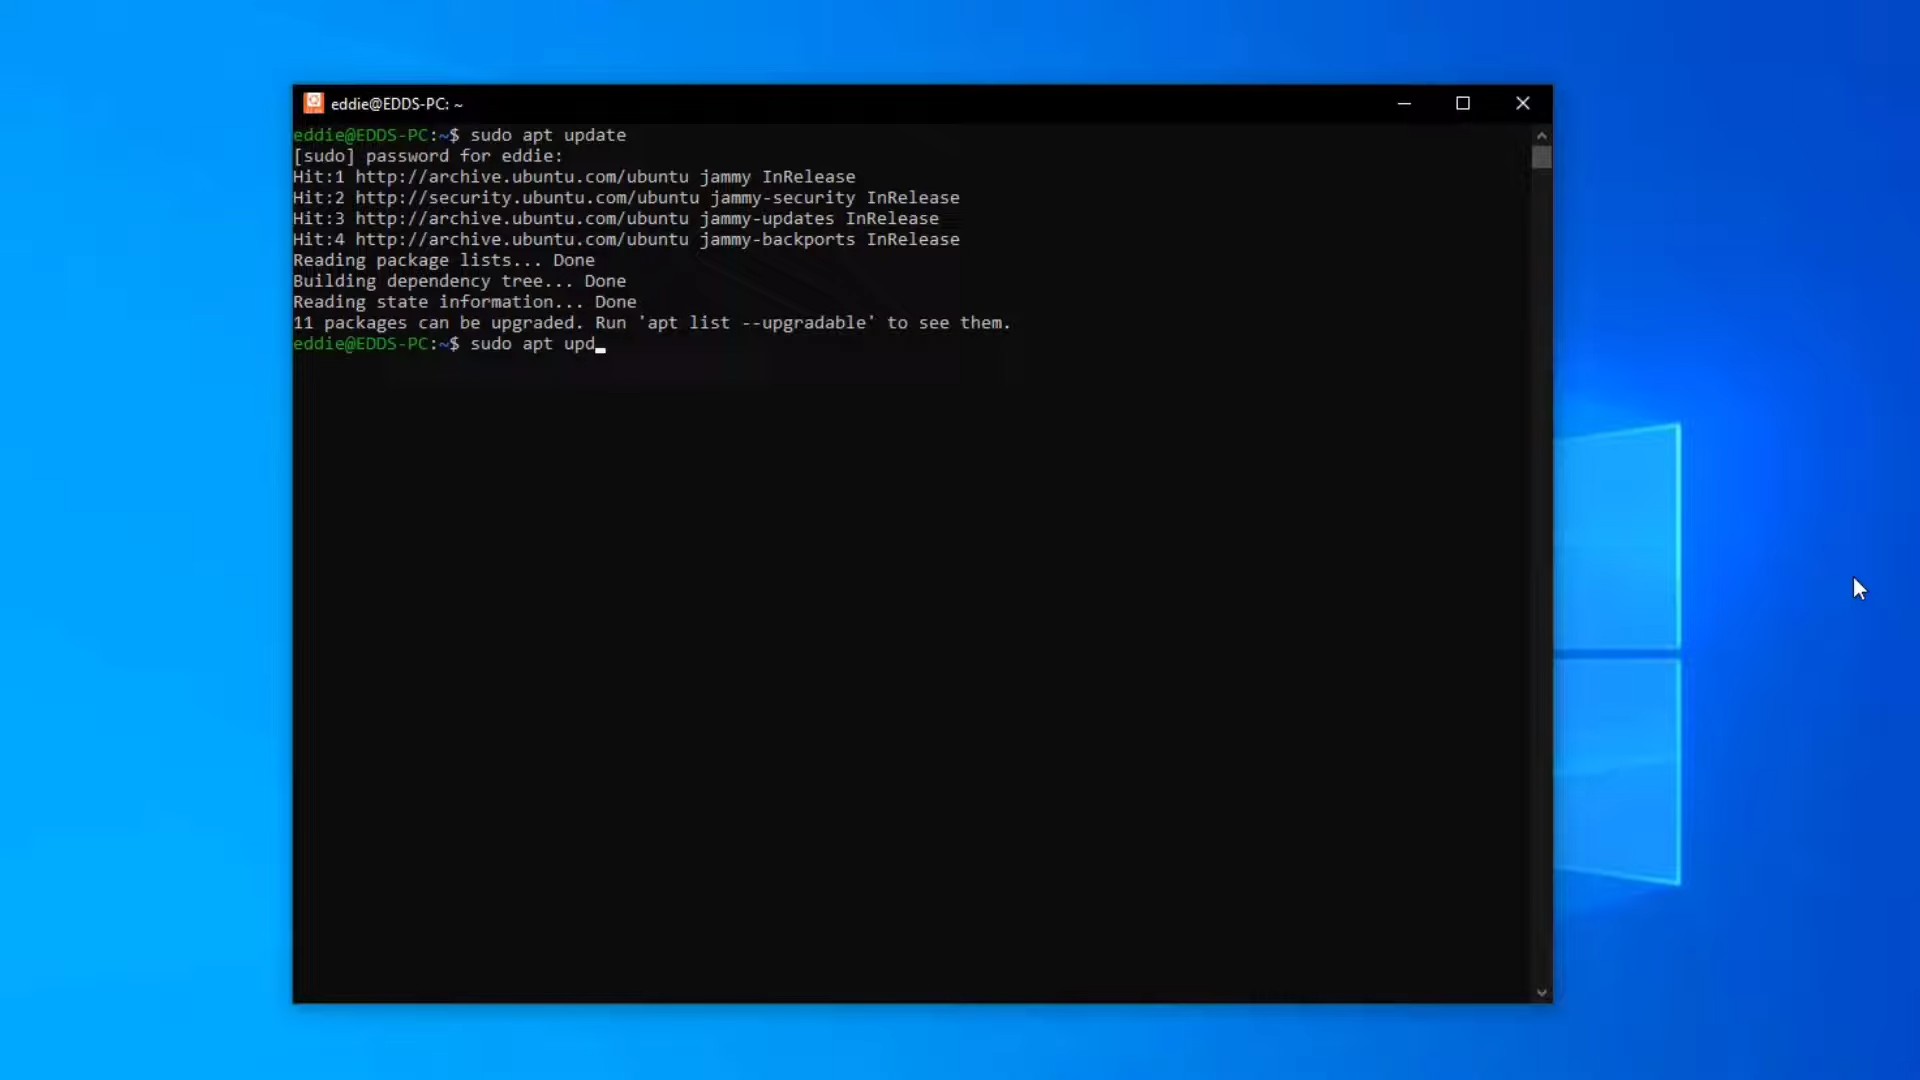 eddie@EDDS-PC: ~
eddie@EDDS-PC:~$ sudo apt update
[sudo] password for eddie:
Hit:1 http://archive.ubuntu.com/ubuntu jammy InRelease
Hit:2 http://security.ubuntu.com/ubuntu jammy-security InRelease
Hit:3 http://archive.ubuntu.com/ubuntu jammy-updates InRelease
Hit:4 http://archive.ubuntu.com/ubuntu jammy-backports InRelease
Reading package lists... Done
Building dependency tree... Done
Reading state information... Done
11 packages can be upgraded. Run 'apt list --upgradable' to see them.
eddie@EDDS-PC:~$ sudo apt upd